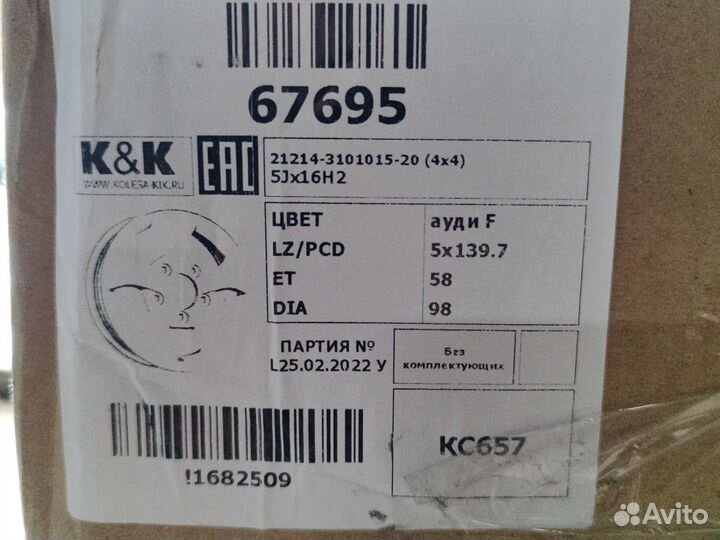 67695
K&K
WWW.KOLESA-KIK.RU
EAC
21214-3101015-20 (4x4)
5Jx16H2
ЦВЕТ ауди F
LZ/PCD 5x139.7
ET 58
DIA 98
ПАРТИЯ №
L25.02.2022 У
Без
комплектующих
!1682509
КС657
Avito